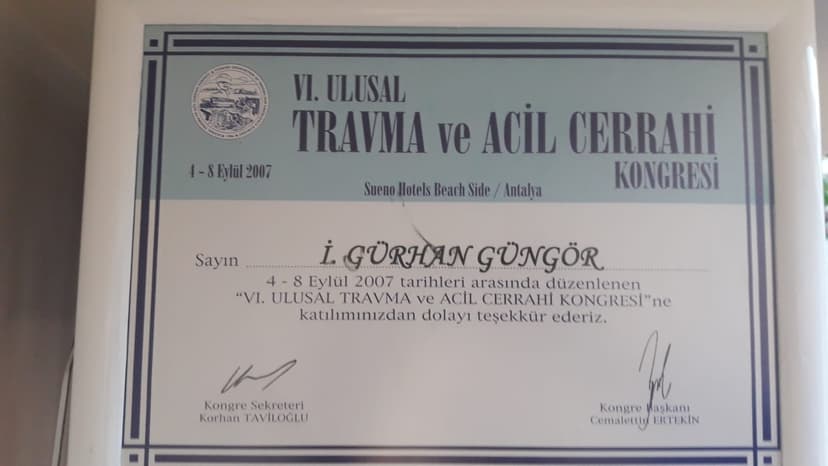 VI. ULUSAL
TRAVMA ve ACİL CERRAHİ
KONGRESİ
4 - 8 Eylül 2007
Sueno Hotels Beach Side / Antalya
Sayın İ. GÜRHAN GÜNGÖR
4 - 8 Eylül 2007 tarihleri arasında düzenlenen
“VI. ULUSAL TRAVMA ve ACİL CERRAHİ KONGRESİ”ne
katılımınızdan dolayı teşekkür ederiz.
Kongre Sekreteri
Korhan TAVİLOĞLU
Kongre Başkanı
Cemalettin ERTEKİN